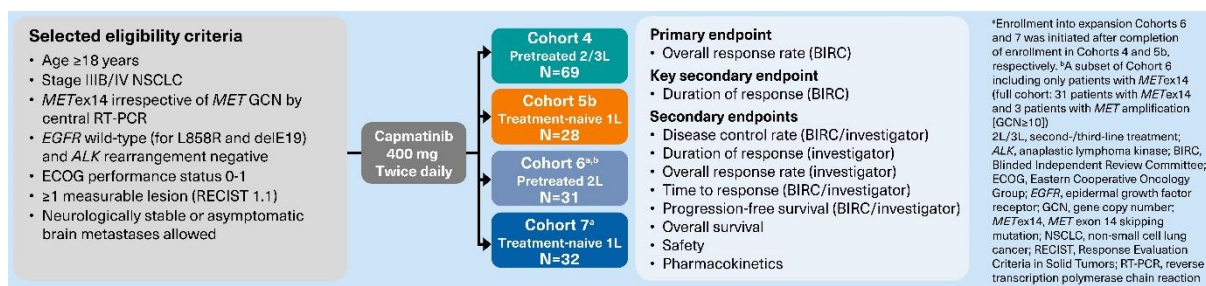 Selected eligibility criteria
• Age ≥18 years
• Stage IIIB/IV NSCLC
• METex14 irrespective of MET GCN by
central RT-PCR
• EGFR wild-type (for L858R and delE19)
and ALK rearrangement negative
• ECOG performance status 0-1
• ≥1 measurable lesion (RECIST 1.1)
• Neurologically stable or asymptomatic
brain metastases allowed
Capmatinib
400 mg
Twice daily
Cohort 4
Pretreated 2/3L
N=69
Cohort 5b
Treatment-naive 1L
N=28
Cohort 6a,b
Pretreated 2L
N=31
Cohort 7a
Treatment-naive 1L
N=32
Primary endpoint
• Overall response rate (BIRC)
Key secondary endpoint
• Duration of response (BIRC)
Secondary endpoints
• Disease control rate (BIRC/investigator)
• Duration of response (investigator)
• Overall response rate (investigator)
• Time to response (BIRC/investigator)
• Progression-free survival (BIRC/investigator)
• Overall survival
• Safety
• Pharmacokinetics
aEnrollment into expansion Cohorts 6
and 7 was initiated after completion
of enrollment in Cohorts 4 and 5b,
respectively. bA subset of Cohort 6
including only patients with METex14
(full cohort: 31 patients with METex14
and 3 patients with MET amplification
[GCN≥10])
2L/3L, second-/third-line treatment;
ALK, anaplastic lymphoma kinase; BIRC,
Blinded Independent Review Committee;
ECOG, Eastern Cooperative Oncology
Group; EGFR, epidermal growth factor
receptor; GCN, gene copy number;
METex14, MET exon 14 skipping
mutation; NSCLC, non-small cell lung
cancer; RECIST, Response Evaluation
Criteria in Solid Tumors; RT-PCR, reverse
transcription polymerase chain reaction